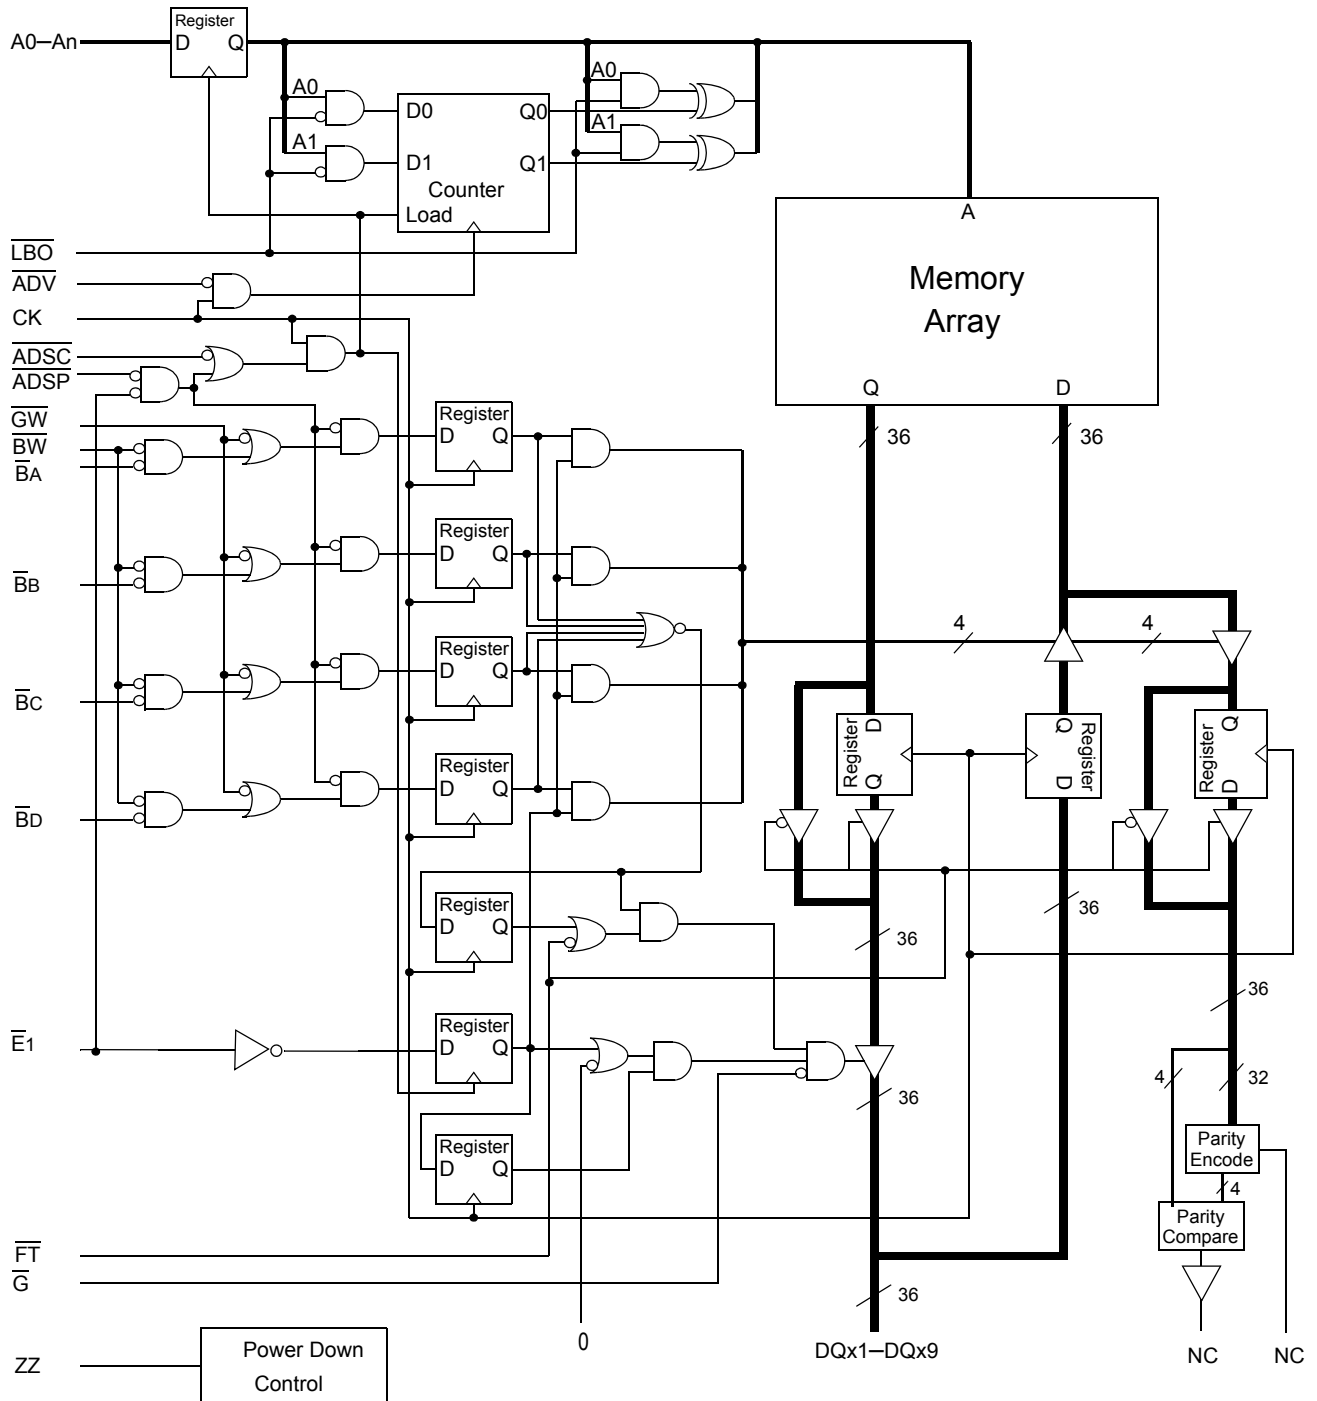 Register
A0–An
D Q
A0
A0
D0 Q0
A1
A1
D1 Q1
Counter
Load
A
LBO
ADV
Memory
Array
CK
ADSC
ADSP
Q D
GW
Register
36 36
D Q
BW
BA
Register
D Q
BB
4 4
Register
D Q
BC
Register
D
Q
Register
Q
D
Register
Q
D
Register
D Q
BD
Register
36
D Q
36
36
Register
E1
D Q
4 32
36
Register
Parity
Encode
D Q
4
Parity
Compare
FT
G
36
0
Power Down
Control
DQx1–DQx9
NC NC
ZZ